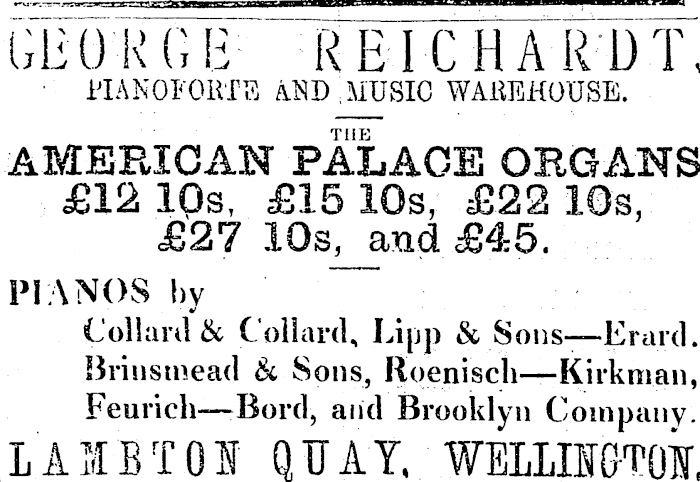 GEORGE REICHARDT,
PIANOFORTE AND MUSIC WAREHOUSE.
THE
AMERICAN PALACE ORGANS
£12 10s, £15 10s, £22 10s,
£27 10s, and £45.
PIANOS by
Collard & Collard, Lipp & Sons—Erard.
Brinsmead & Sons, Roenisch—Kirkman,
Feurich—Bord, and Brooklyn Company.
LAMBTON QUAY, WELLINGTON.